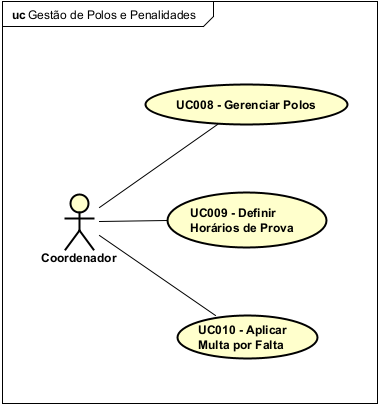 uc Gestão de Polos e Penalidades
UC008 - Gerenciar Polos
UC009 - Definir
Horários de Prova
Coordenador
UC010 - Aplicar
Multa por Falta